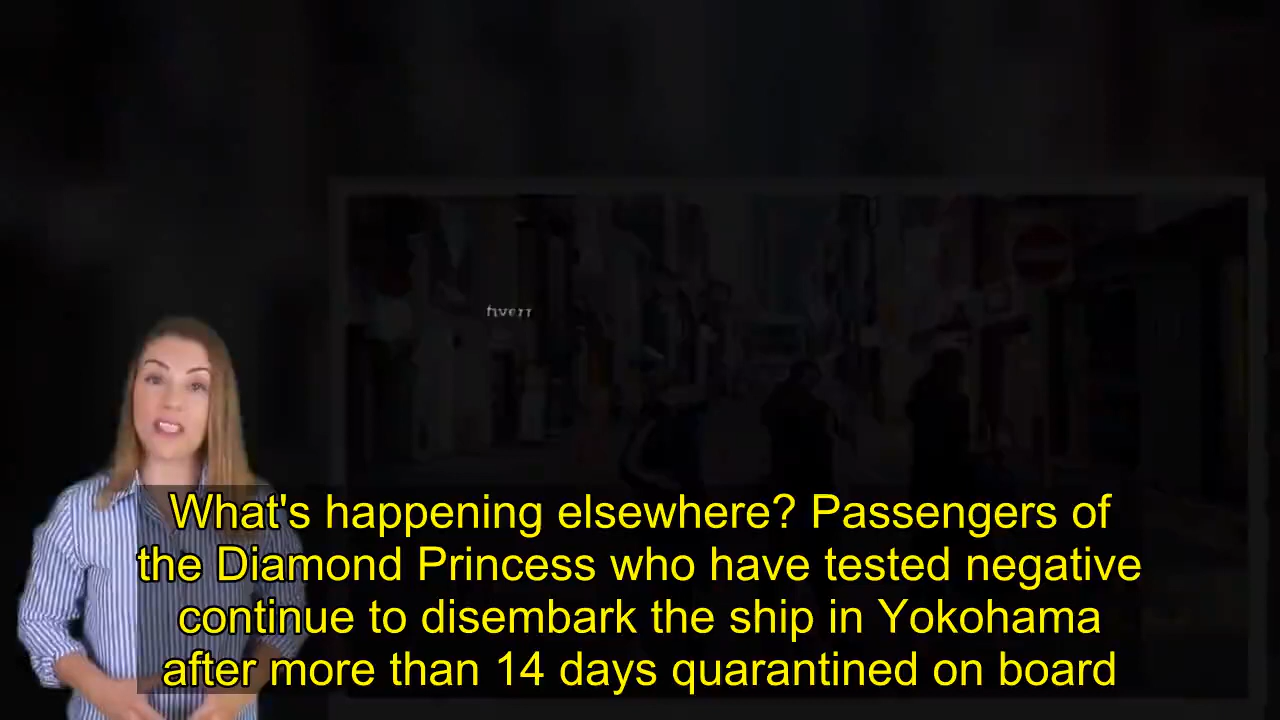 fiverr
What's happening elsewhere? Passengers of
the Diamond Princess who have tested negative
continue to disembark the ship in Yokohama
after more than 14 days quarantined on board